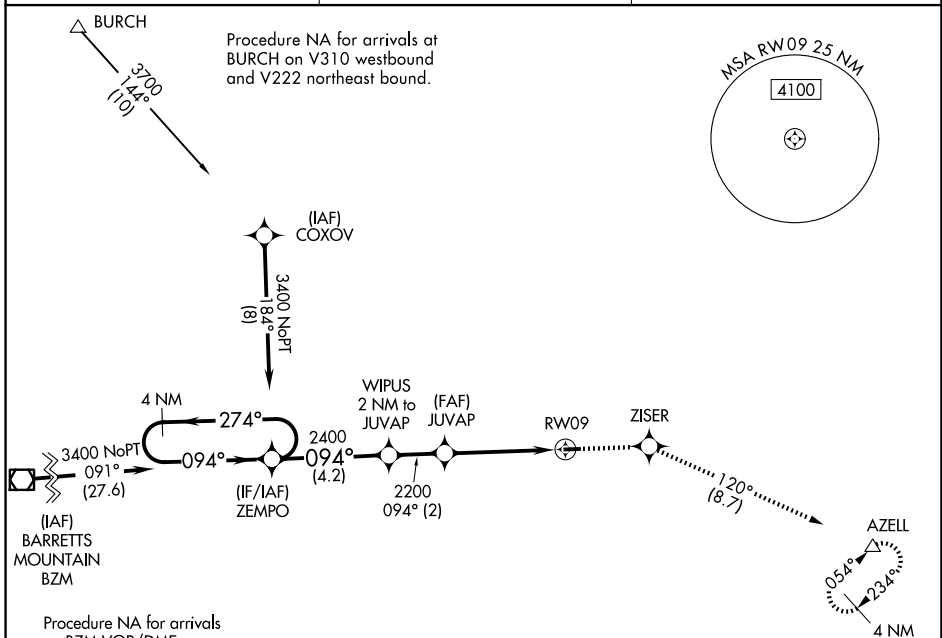 BURCH
Procedure NA for arrivals at
BURCH on V310 westbound
and V222 northeast bound.
MSA RW09 25 NM
4100
3700
144°
(10)
(IAF)
COXOV
3400 NoPT
184°
(8)
4 NM
274°
094°
3400 NoPT
091°
(27.6)
(IAF)
BARRETTS
MOUNTAIN
BZM
(IF/IAF)
ZEMPO
2400
094°
(4.2)
WIPUS
2 NM to
JUVAP
(FAF)
JUVAP
2200
094° (2)
RW09
ZISER
120°
(8.7)
AZELL
054°
234°
4 NM
Procedure NA for arrivals
BZM VOR/DME